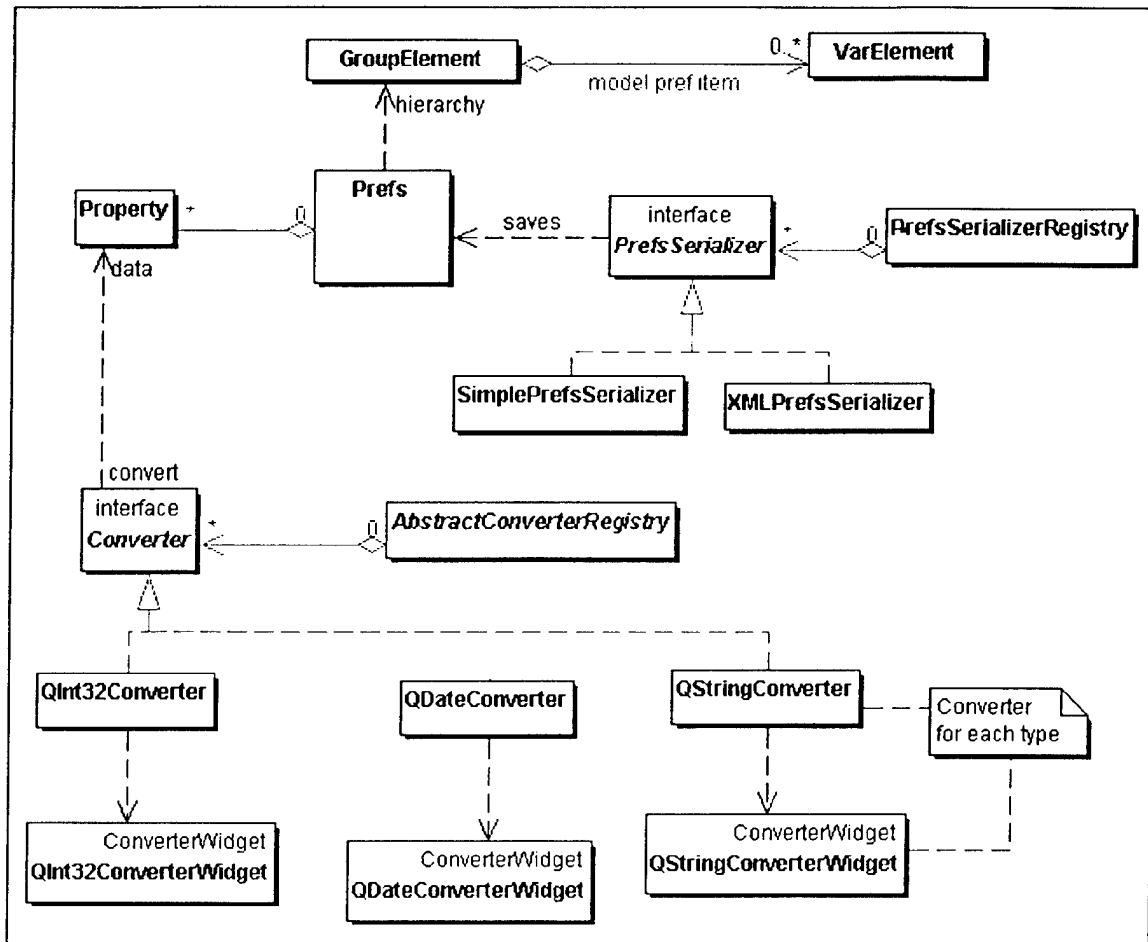 GroupElement
0..*
VarElement
model pref item
hierarchy
Prefs
Property
*
0
saves
interface
PrefsSerializer
*
0
PrefsSerializerRegistry
data
SimplePrefsSerializer
XMLPrefsSerializer
convert
interface
Converter
*
0
AbstractConverterRegistry
QInt32Converter
QDateConverter
QStringConverter
Converter
for each type
ConverterWidget
QInt32ConverterWidget
ConverterWidget
QDateConverterWidget
ConverterWidget
QStringConverterWidget